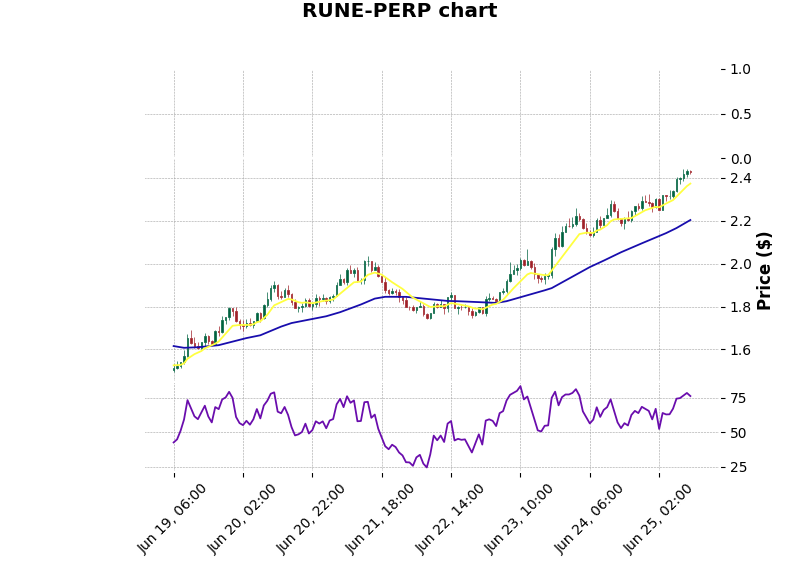 RUNE-PERP chart
1.0
0.5
0.0
2.4
2.2
2.0
1.8
1.6
Price ($)
75
50
25
Jun 19, 06:00
Jun 20, 02:00
Jun 20, 22:00
Jun 21, 18:00
Jun 22, 14:00
Jun 23, 10:00
Jun 24, 06:00
Jun 25, 02:00